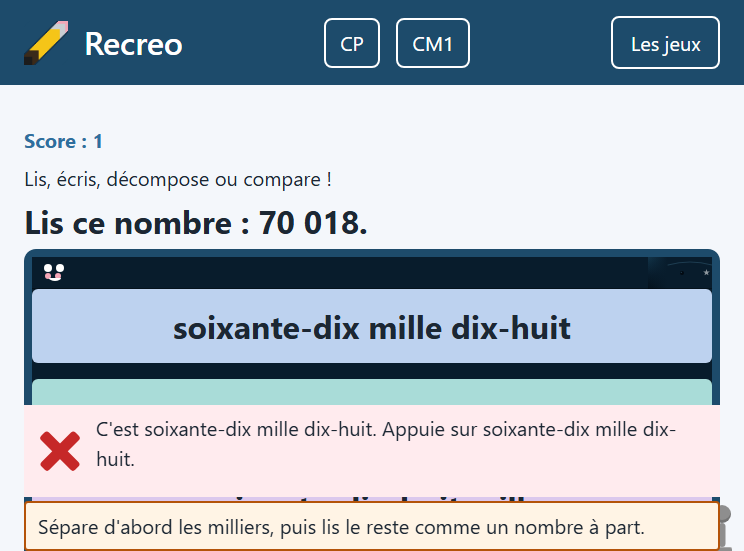 Recreo
CP
CM1
Les jeux
Score : 1
Lis, écris, décompose ou compare !
Lis ce nombre : 70 018.
soixante-dix mille dix-huit
C'est soixante-dix mille dix-huit. Appuie sur soixante-dix mille dix-
huit.
Sépare d'abord les milliers, puis lis le reste comme un nombre à part.